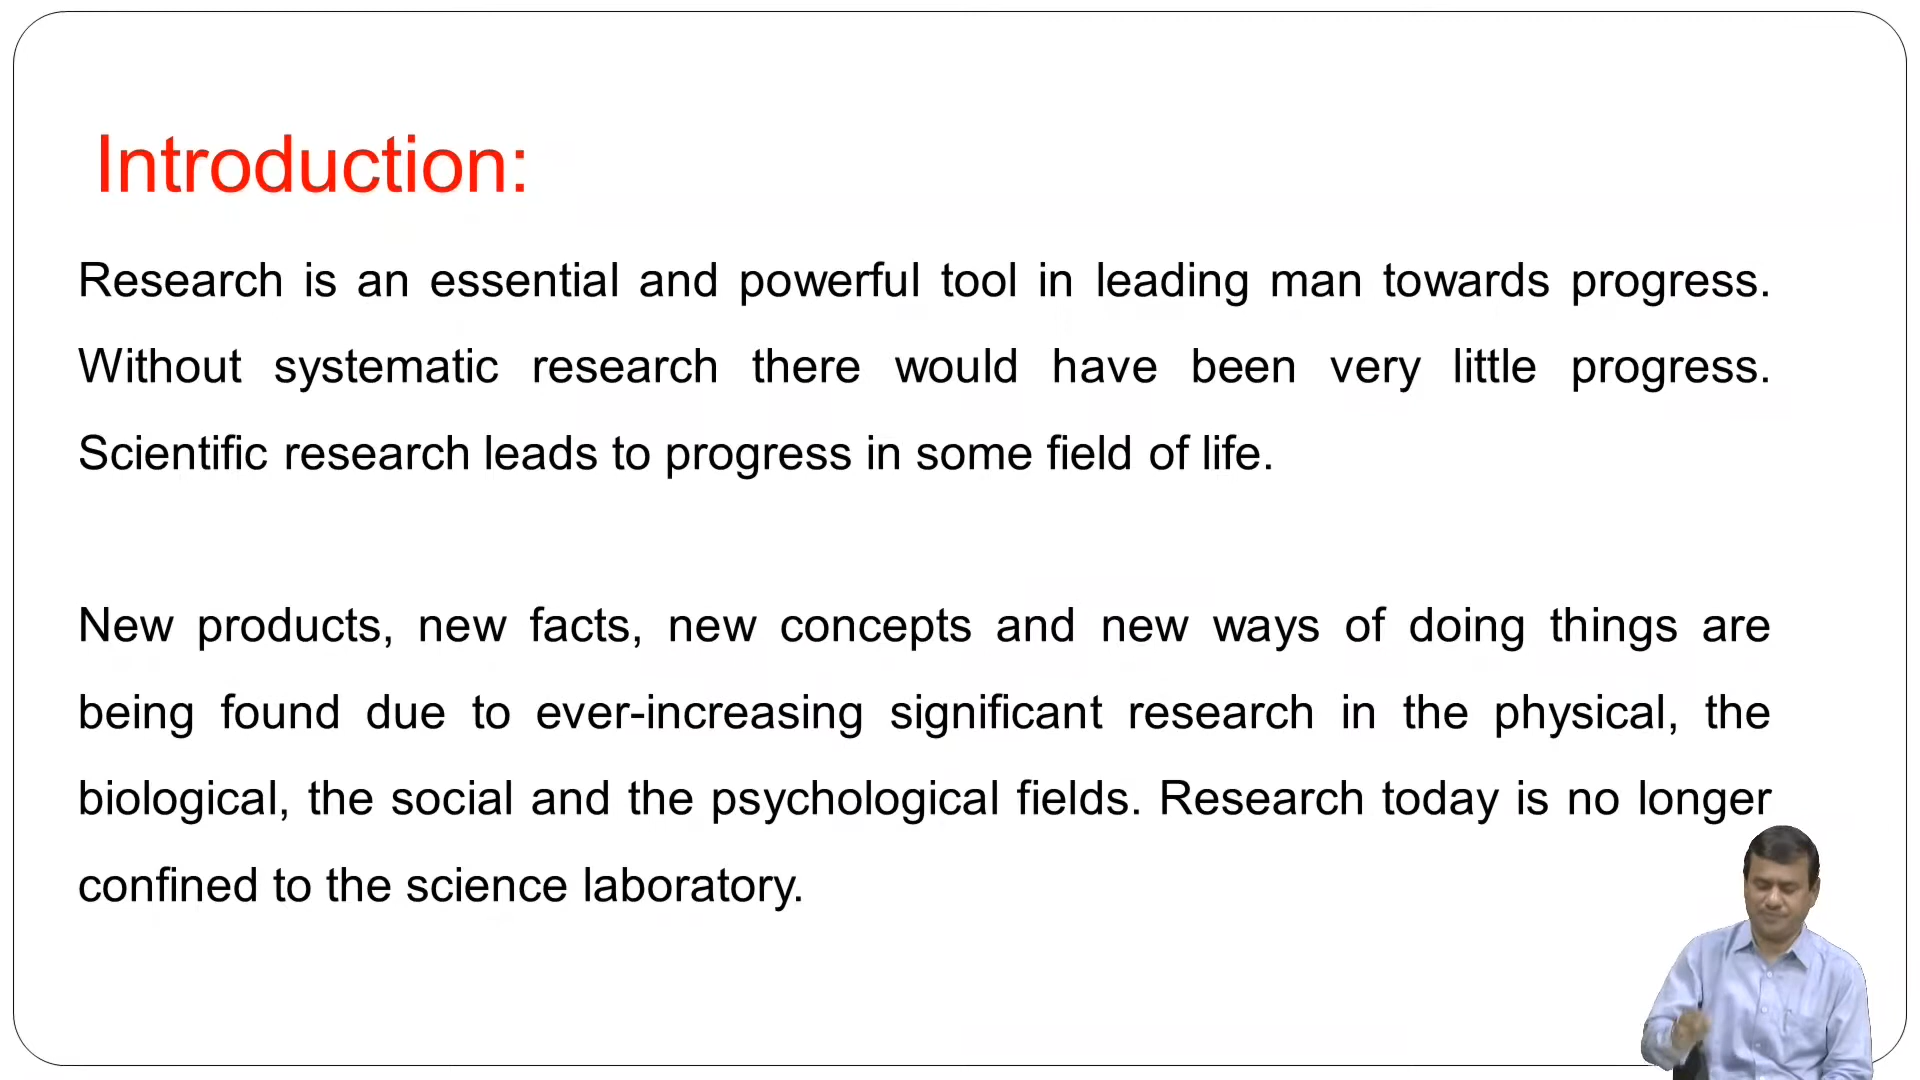 Introduction:
Research is an essential and powerful tool in leading man towards progress.
Without systematic research there would have been very little progress.
Scientific research leads to progress in some field of life.
New products, new facts, new concepts and new ways of doing things are
being found due to ever-increasing significant research in the physical, the
biological, the social and the psychological fields. Research today is no longer
confined to the science laboratory.